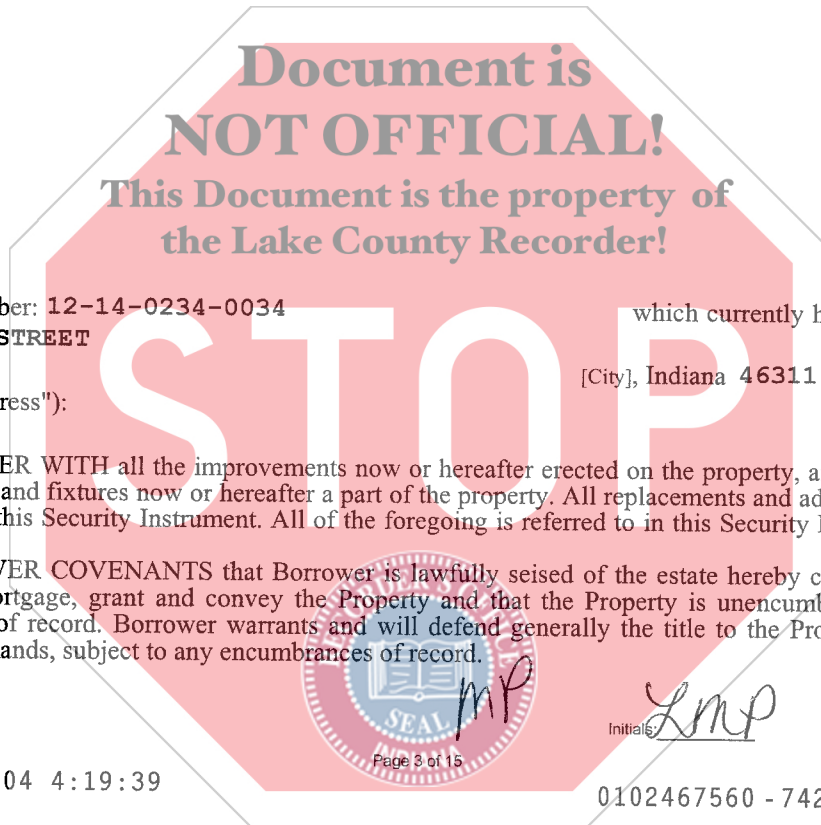 Document is
NOT OFFICIAL!
This Document is the property of
the Lake County Recorder!
ber: 12-14-0234-0034 which currently h
STREET
[City], Indiana 46311
ress"):
STOP
ER WITH all the improvements now or hereafter erected on the property, a
and fixtures now or hereafter a part of the property. All replacements and ad
this Security Instrument. All of the foregoing is referred to in this Security I
VER COVENANTS that Borrower is lawfully seised of the estate hereby c
ortgage, grant and convey the Property and that the Property is unencumb
of record. Borrower warrants and will defend generally the title to the Pro
ands, subject to any encumbrances of record.
RECORDER'S OFFICE
SEAL
INDIANA
MP
Initials: LMP
Page 3 of 15
04 4:19:39
0102467560 - 742